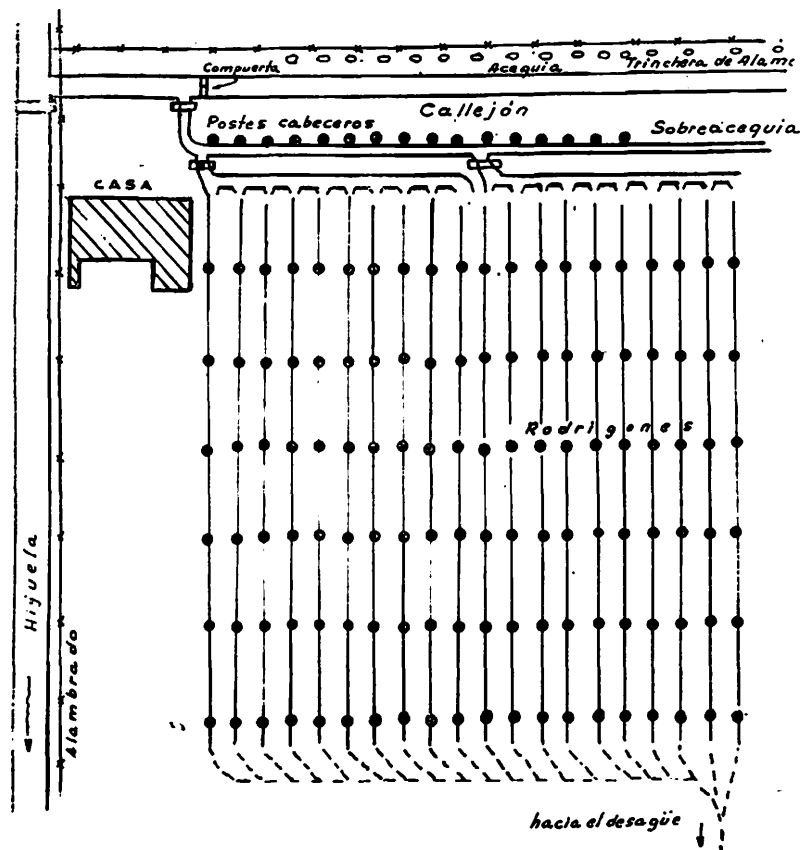 Compuerta
Acequia
Trinchera de Alamo
Callejón
Postes cabeceros
Sobreacequia
CASA
Rodrigones
Hijuela
Alambrado
hacia el desagüe